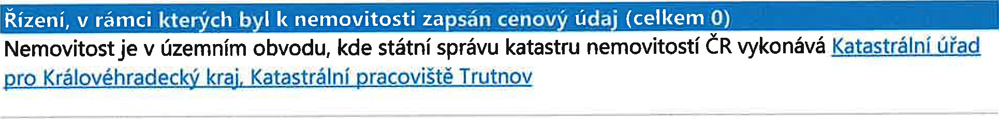 Řízení, v rámci kterých byl k nemovitosti zapsán cenový údaj (celkem 0)
Nemovitost je v územním obvodu, kde státní správu katastru nemovitostí ČR vykonává Katastrální úřad
pro Královéhradecký kraj, Katastrální pracoviště Trutnov